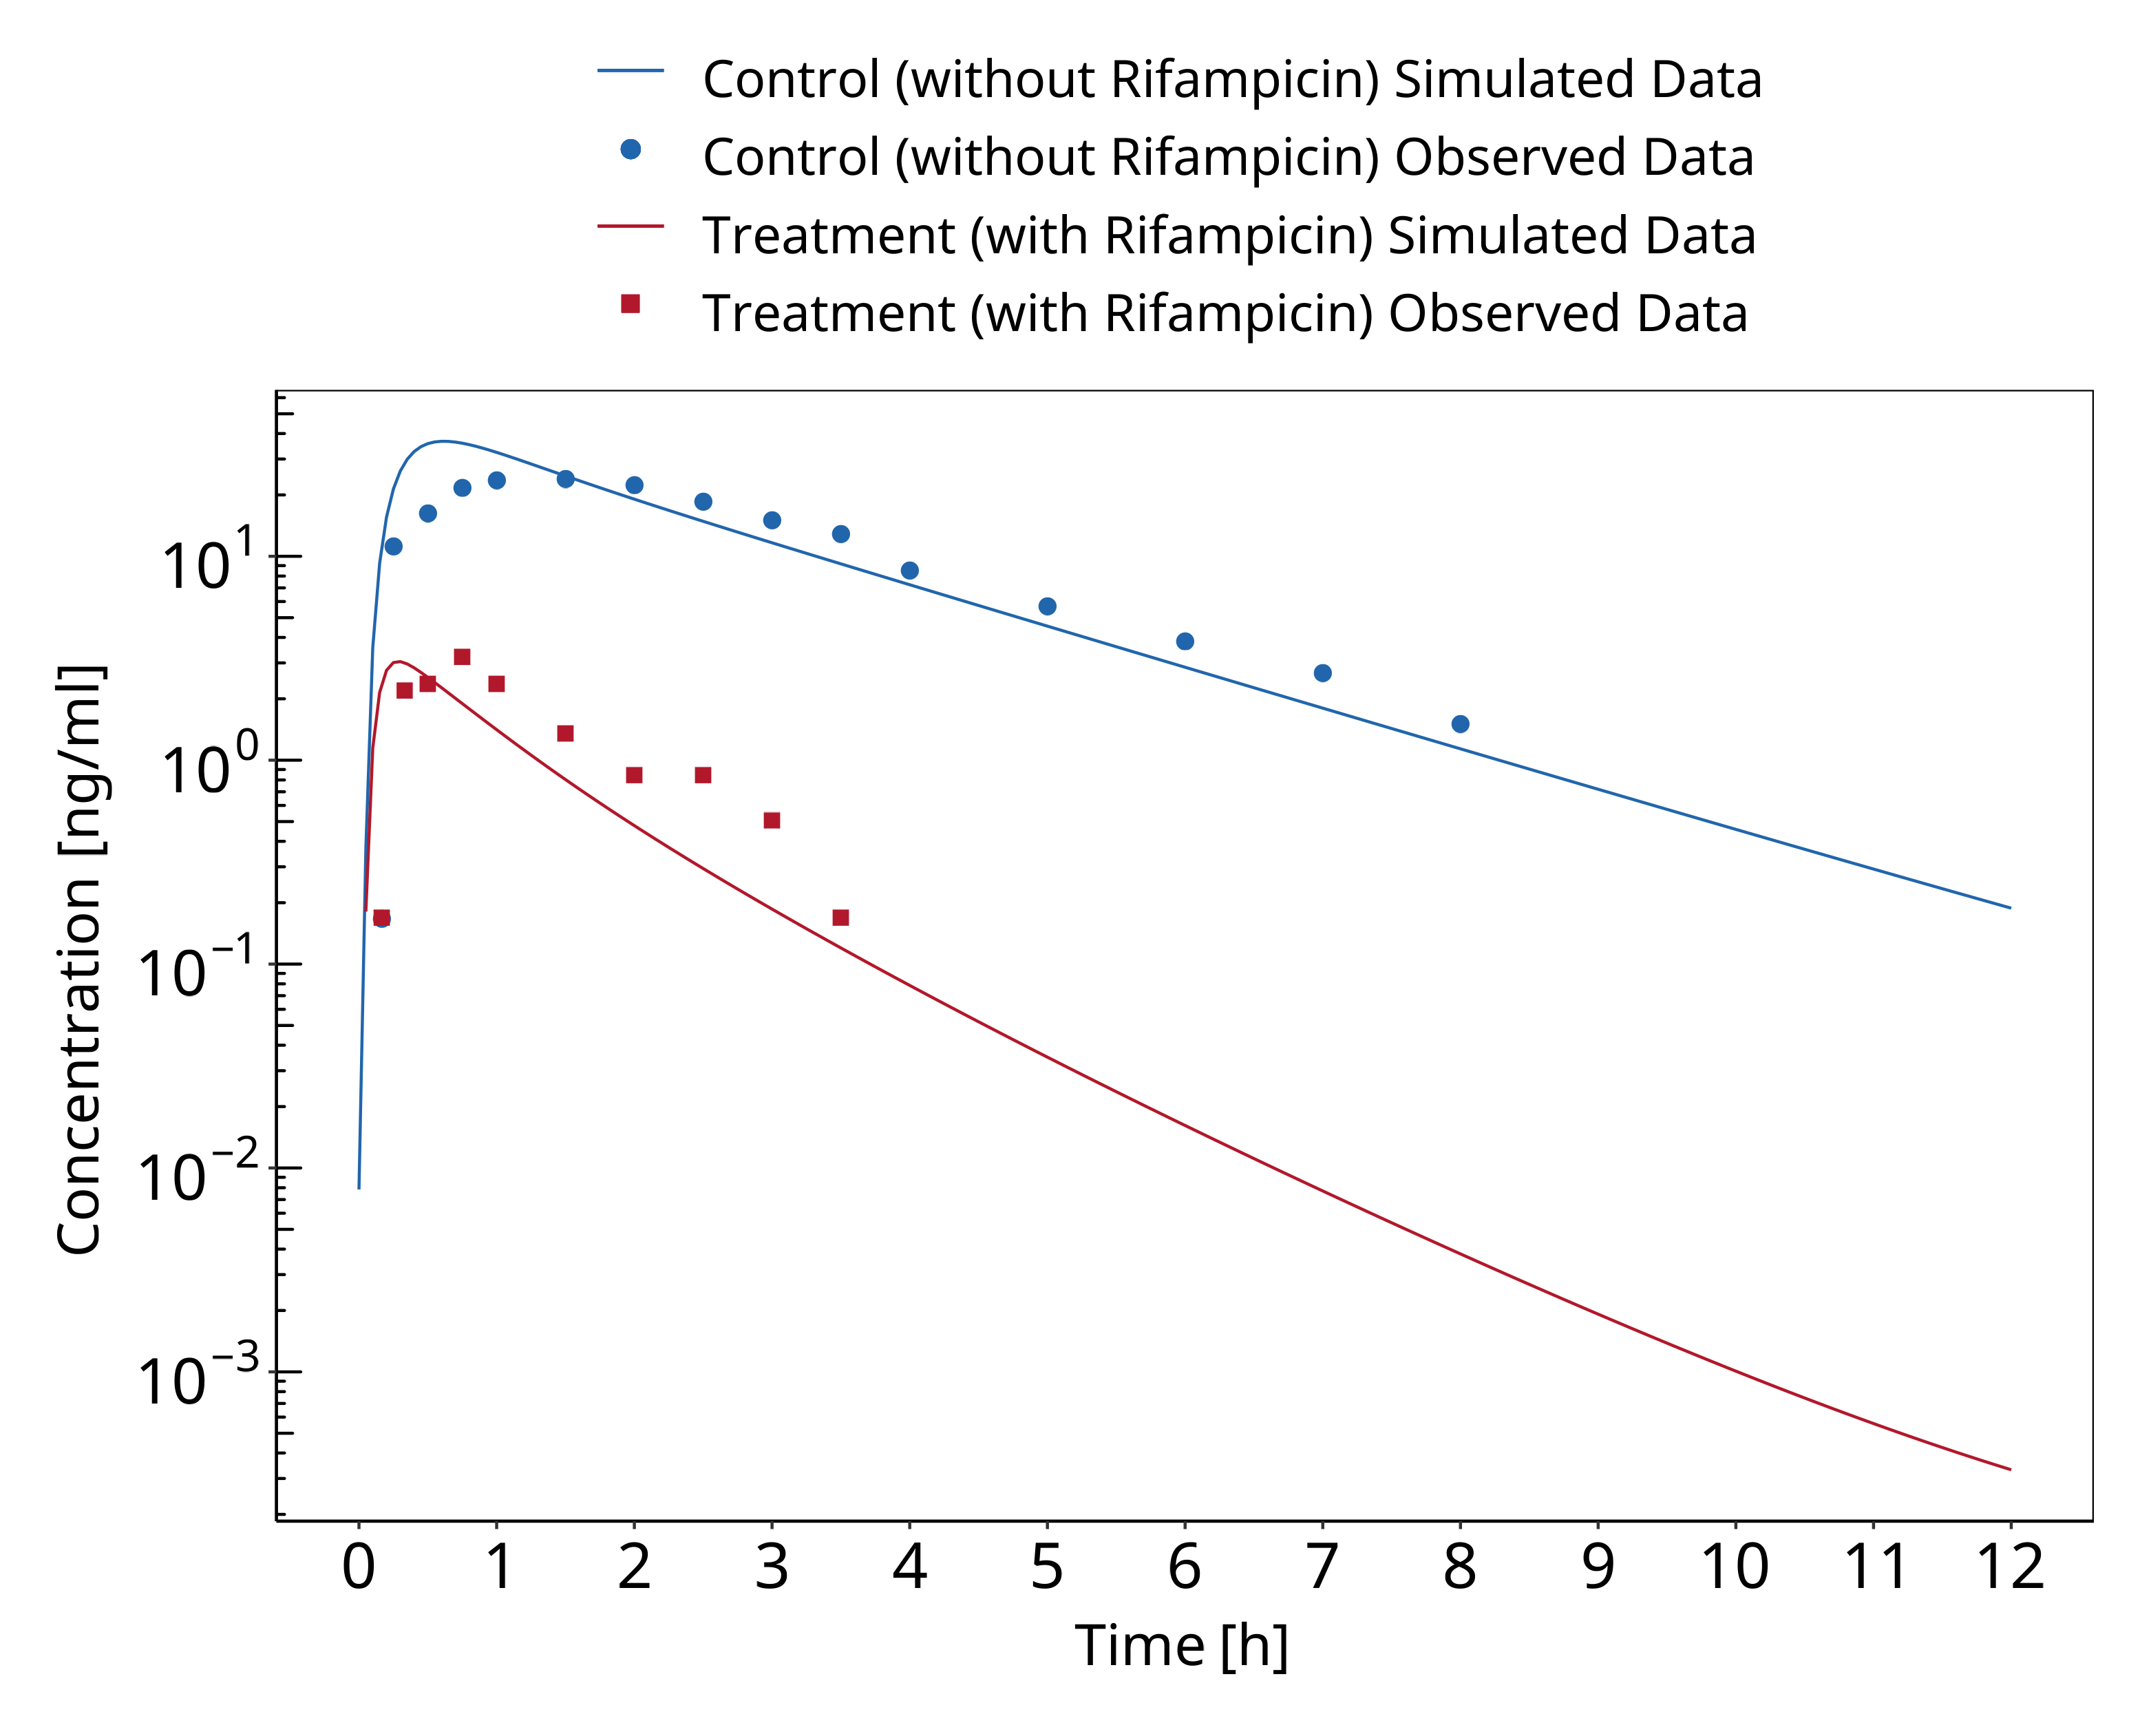 Control (without Rifampicin) Simulated Data
Control (without Rifampicin) Observed Data
Treatment (with Rifampicin) Simulated Data
Treatment (with Rifampicin) Observed Data
Concentration [ng/ml]
10^1
10^0
10^−1
10^−2
10^−3
0 1 2 3 4 5 6 7 8 9 10 11 12
Time [h]